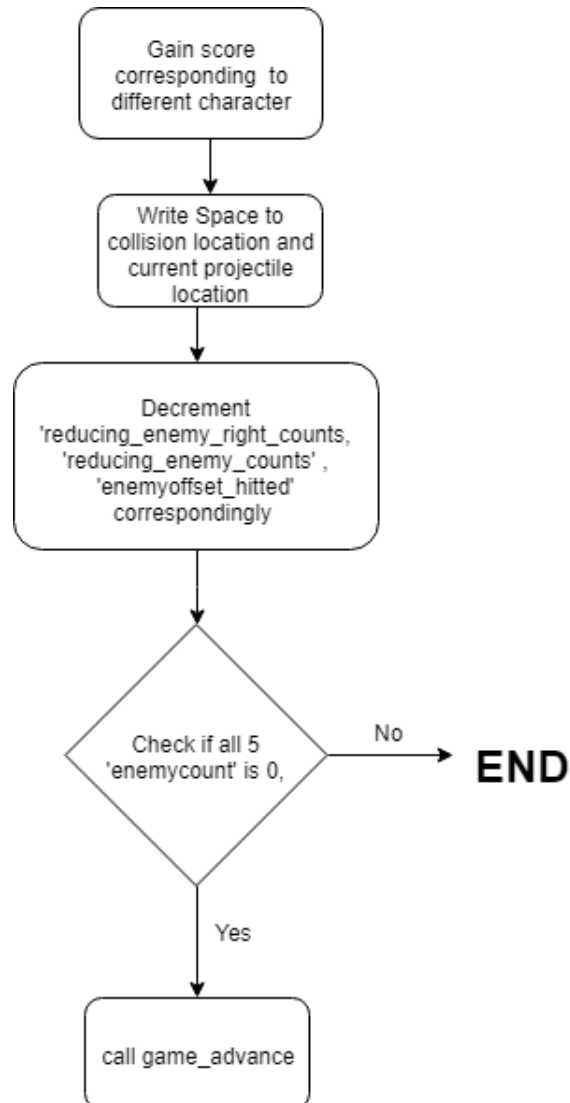 Gain score
corresponding to
different character
Write Space to
collision location and
current projectile
location
Decrement
'reducing_enemy_right_counts,
'reducing_enemy_counts' ,
'enemyoffset_hitted'
correspondingly
Check if all 5
'enemycount' is 0,
No
END
Yes
call game_advance